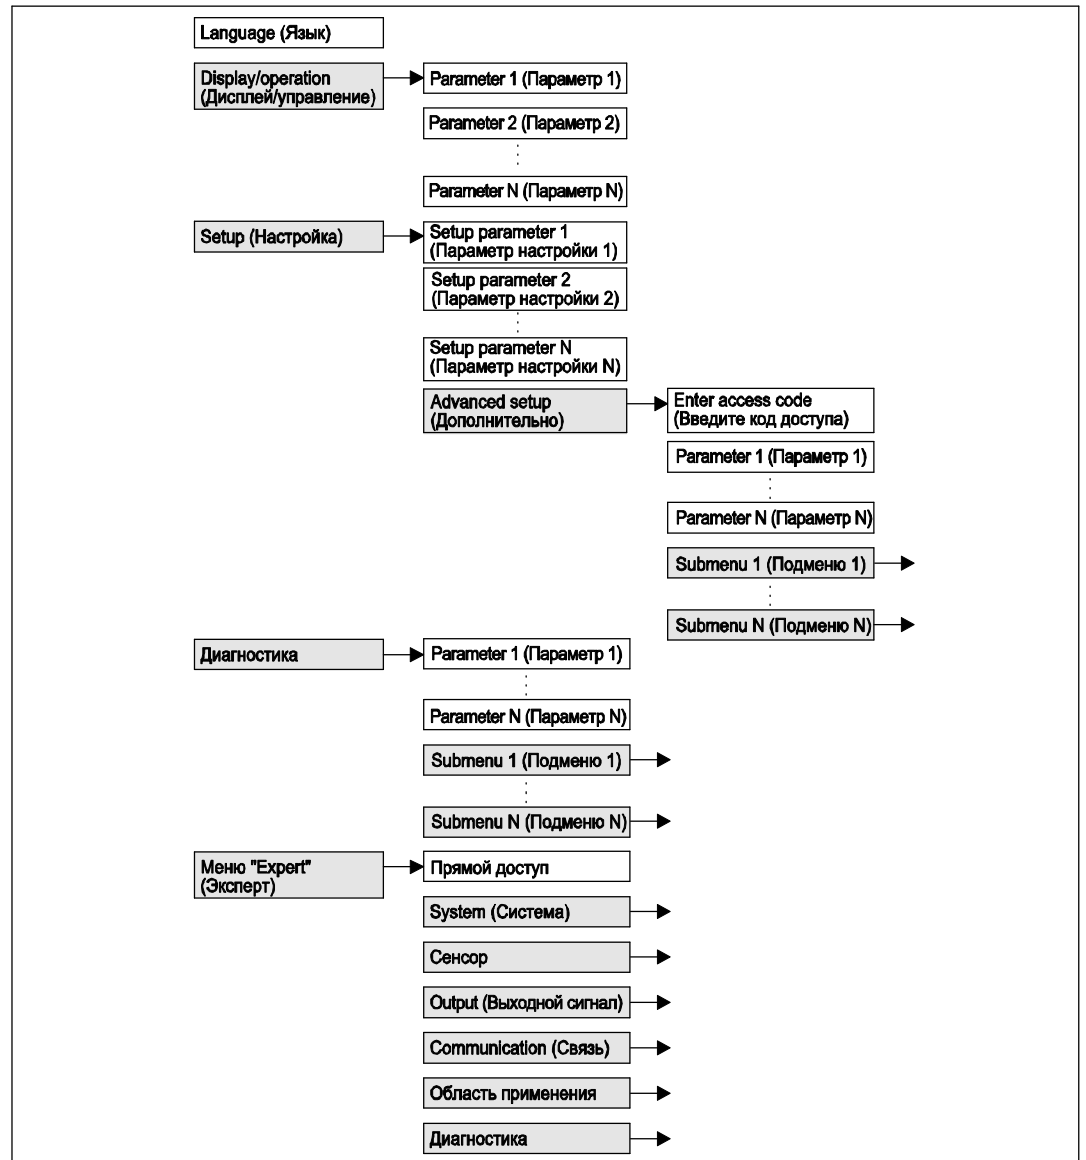 Language (Язык)
Display/operation
(Дисплей/управление)
Parameter 1 (Параметр 1)
Parameter 2 (Параметр 2)
Parameter N (Параметр N)
Setup (Настройка)
Setup parameter 1
(Параметр настройки 1)
Setup parameter 2
(Параметр настройки 2)
Setup parameter N
(Параметр настройки N)
Advanced setup
(Дополнительно)
Enter access code
(Введите код доступа)
Parameter 1 (Параметр 1)
Parameter N (Параметр N)
Submenu 1 (Подменю 1)
Submenu N (Подменю N)
Диагностика
Parameter 1 (Параметр 1)
Parameter N (Параметр N)
Submenu 1 (Подменю 1)
Submenu N (Подменю N)
Меню "Expert"
(Эксперт)
Прямой доступ
System (Система)
Сенсор
Output (Выходной сигнал)
Communication (Связь)
Область применения
Диагностика